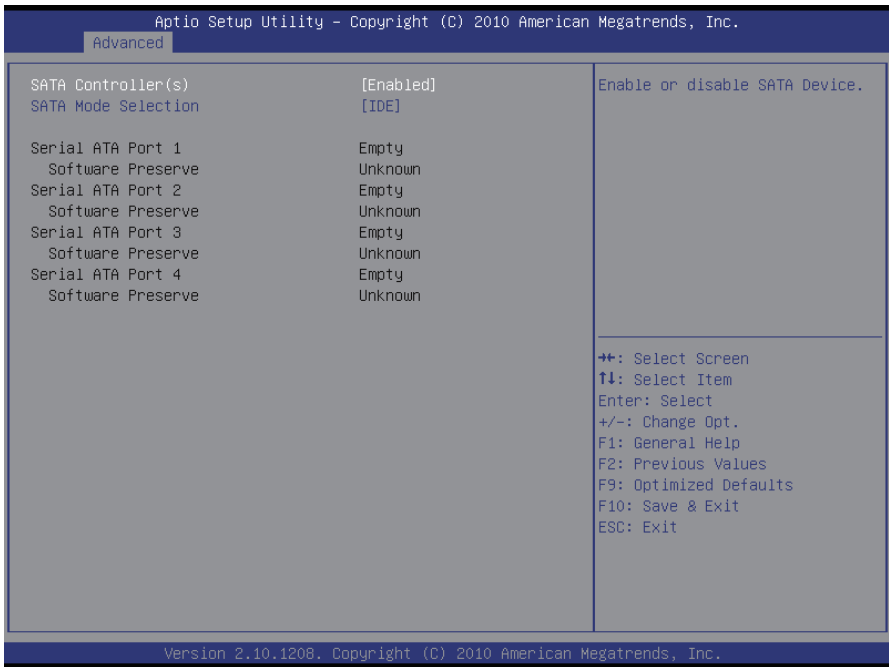 Aptio Setup Utility – Copyright (C) 2010 American Megatrends, Inc.
Advanced
SATA Controller(s) [Enabled]
SATA Mode Selection [IDE]
Serial ATA Port 1 Empty
Software Preserve Unknown
Serial ATA Port 2 Empty
Software Preserve Unknown
Serial ATA Port 3 Empty
Software Preserve Unknown
Serial ATA Port 4 Empty
Software Preserve Unknown
Enable or disable SATA Device.
→←: Select Screen
↑↓: Select Item
Enter: Select
+/-: Change Opt.
F1: General Help
F2: Previous Values
F9: Optimized Defaults
F10: Save & Exit
ESC: Exit
Version 2.10.1208. Copyright (C) 2010 American Megatrends, Inc.